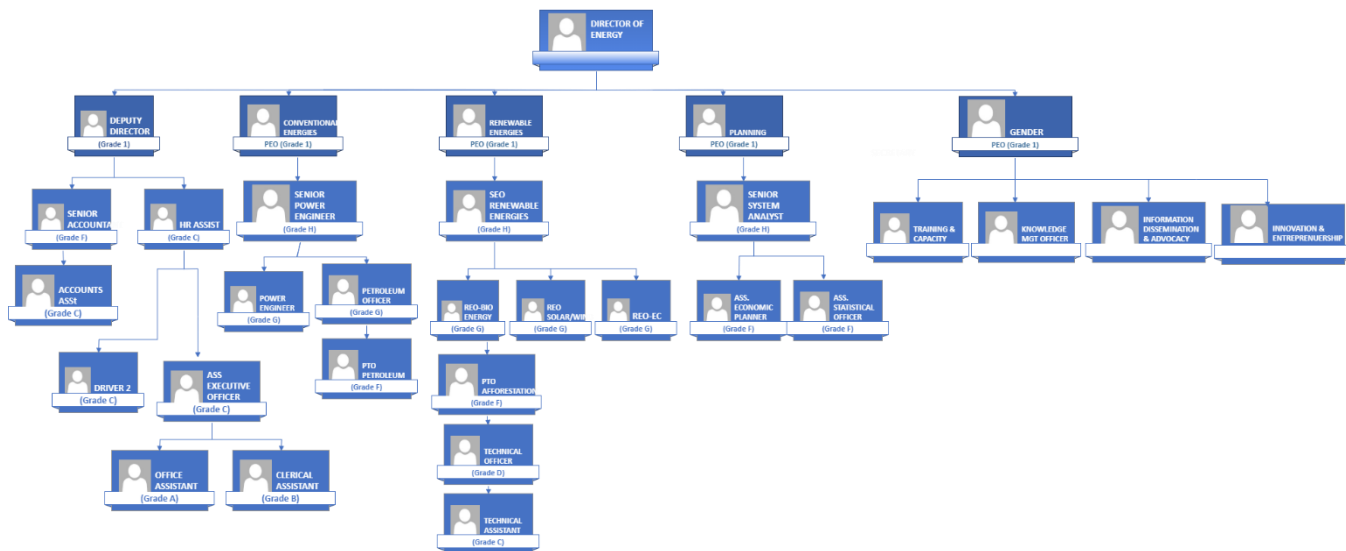 DIRECTOR OF
ENERGY
DEPUTY
DIRECTOR
(Grade 1)
CONVENTIONAL
ENERGIES
PEO (Grade 1)
RENEWABLE
ENERGIES
PEO (Grade 1)
PLANNING
PEO (Grade 1)
GENDER
PEO (Grade 1)
SENIOR
ACCOUNTA
(Grade F)
HR ASSIST
(Grade C)
SENIOR
POWER
ENGINEER
(Grade H)
SEO
RENEWABLE
ENERGIES
(Grade H)
SENIOR
SYSTEM
ANALYST
(Grade H)
TRAINING &
CAPACITY
KNOWLEDGE
MGT OFFICER
INFORMATION
DISSEMINATION
& ADVOCACY
INNOVATION &
ENTREPRENUERSHIP
ACCOUNTS
ASSt
(Grade C)
POWER
ENGINEER
(Grade G)
PETROLEUM
OFFICER
(Grade G)
REO-BIO
ENERGY
(Grade G)
REO
SOLAR/WIN
(Grade G)
REO-EC
(Grade G)
ASS.
ECONOMIC
PLANNER
(Grade F)
ASS.
STATISTICAL
OFFICER
(Grade F)
DRIVER 2
(Grade C)
ASS
EXECUTIVE
OFFICER
(Grade C)
PTO
PETROLEUM
(Grade F)
PTO
AFFORESTATION
(Grade F)
OFFICE
ASSISTANT
(Grade A)
CLERICAL
ASSISTANT
(Grade B)
TECHNICAL
OFFICER
(Grade D)
TECHNICAL
ASSISTANT
(Grade C)